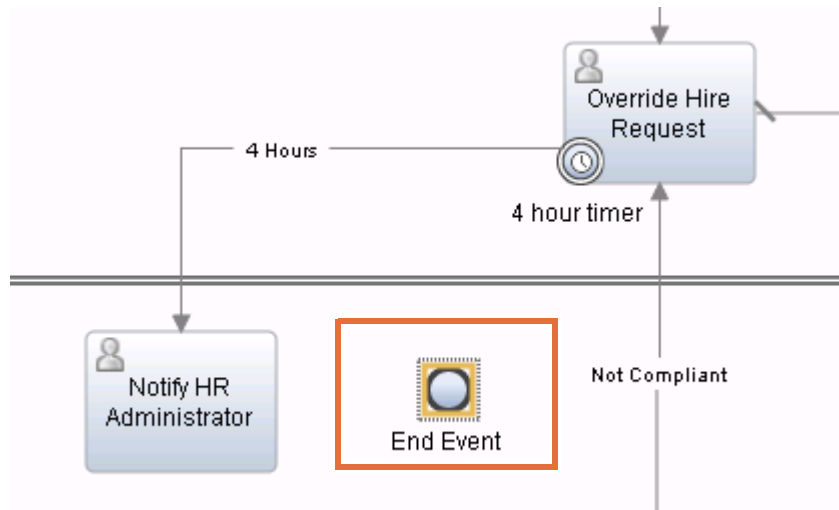 Override Hire
Request
4 Hours
4 hour timer
Notify HR
Administrator
End Event
Not Compliant